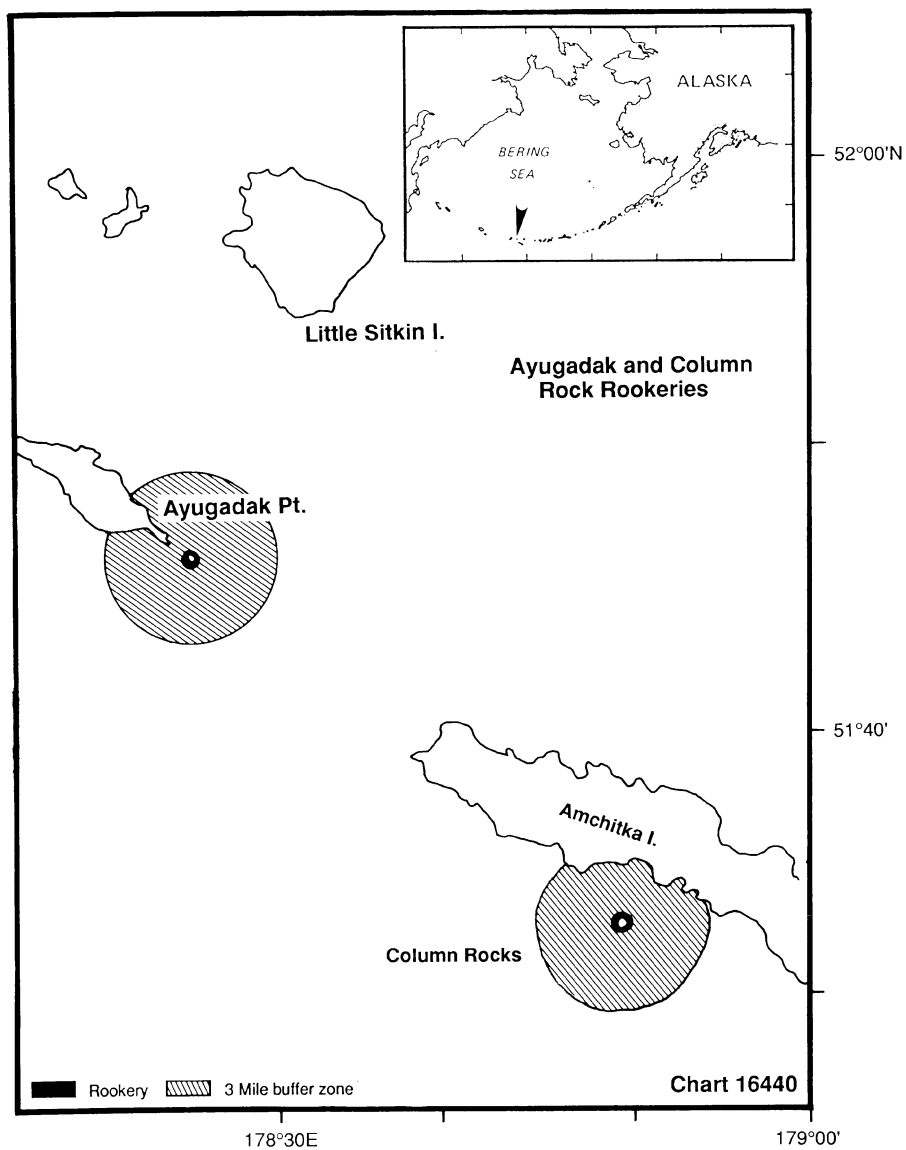 ALASKA
BERING
SEA
52°00'N
Little Sitkin I.
Ayugadak and Column
Rock Rookeries
Ayugadak Pt.
51°40'
Amchitka I.
Column Rocks
Rookery
3 Mile buffer zone
Chart 16440
178°30E
179°00'